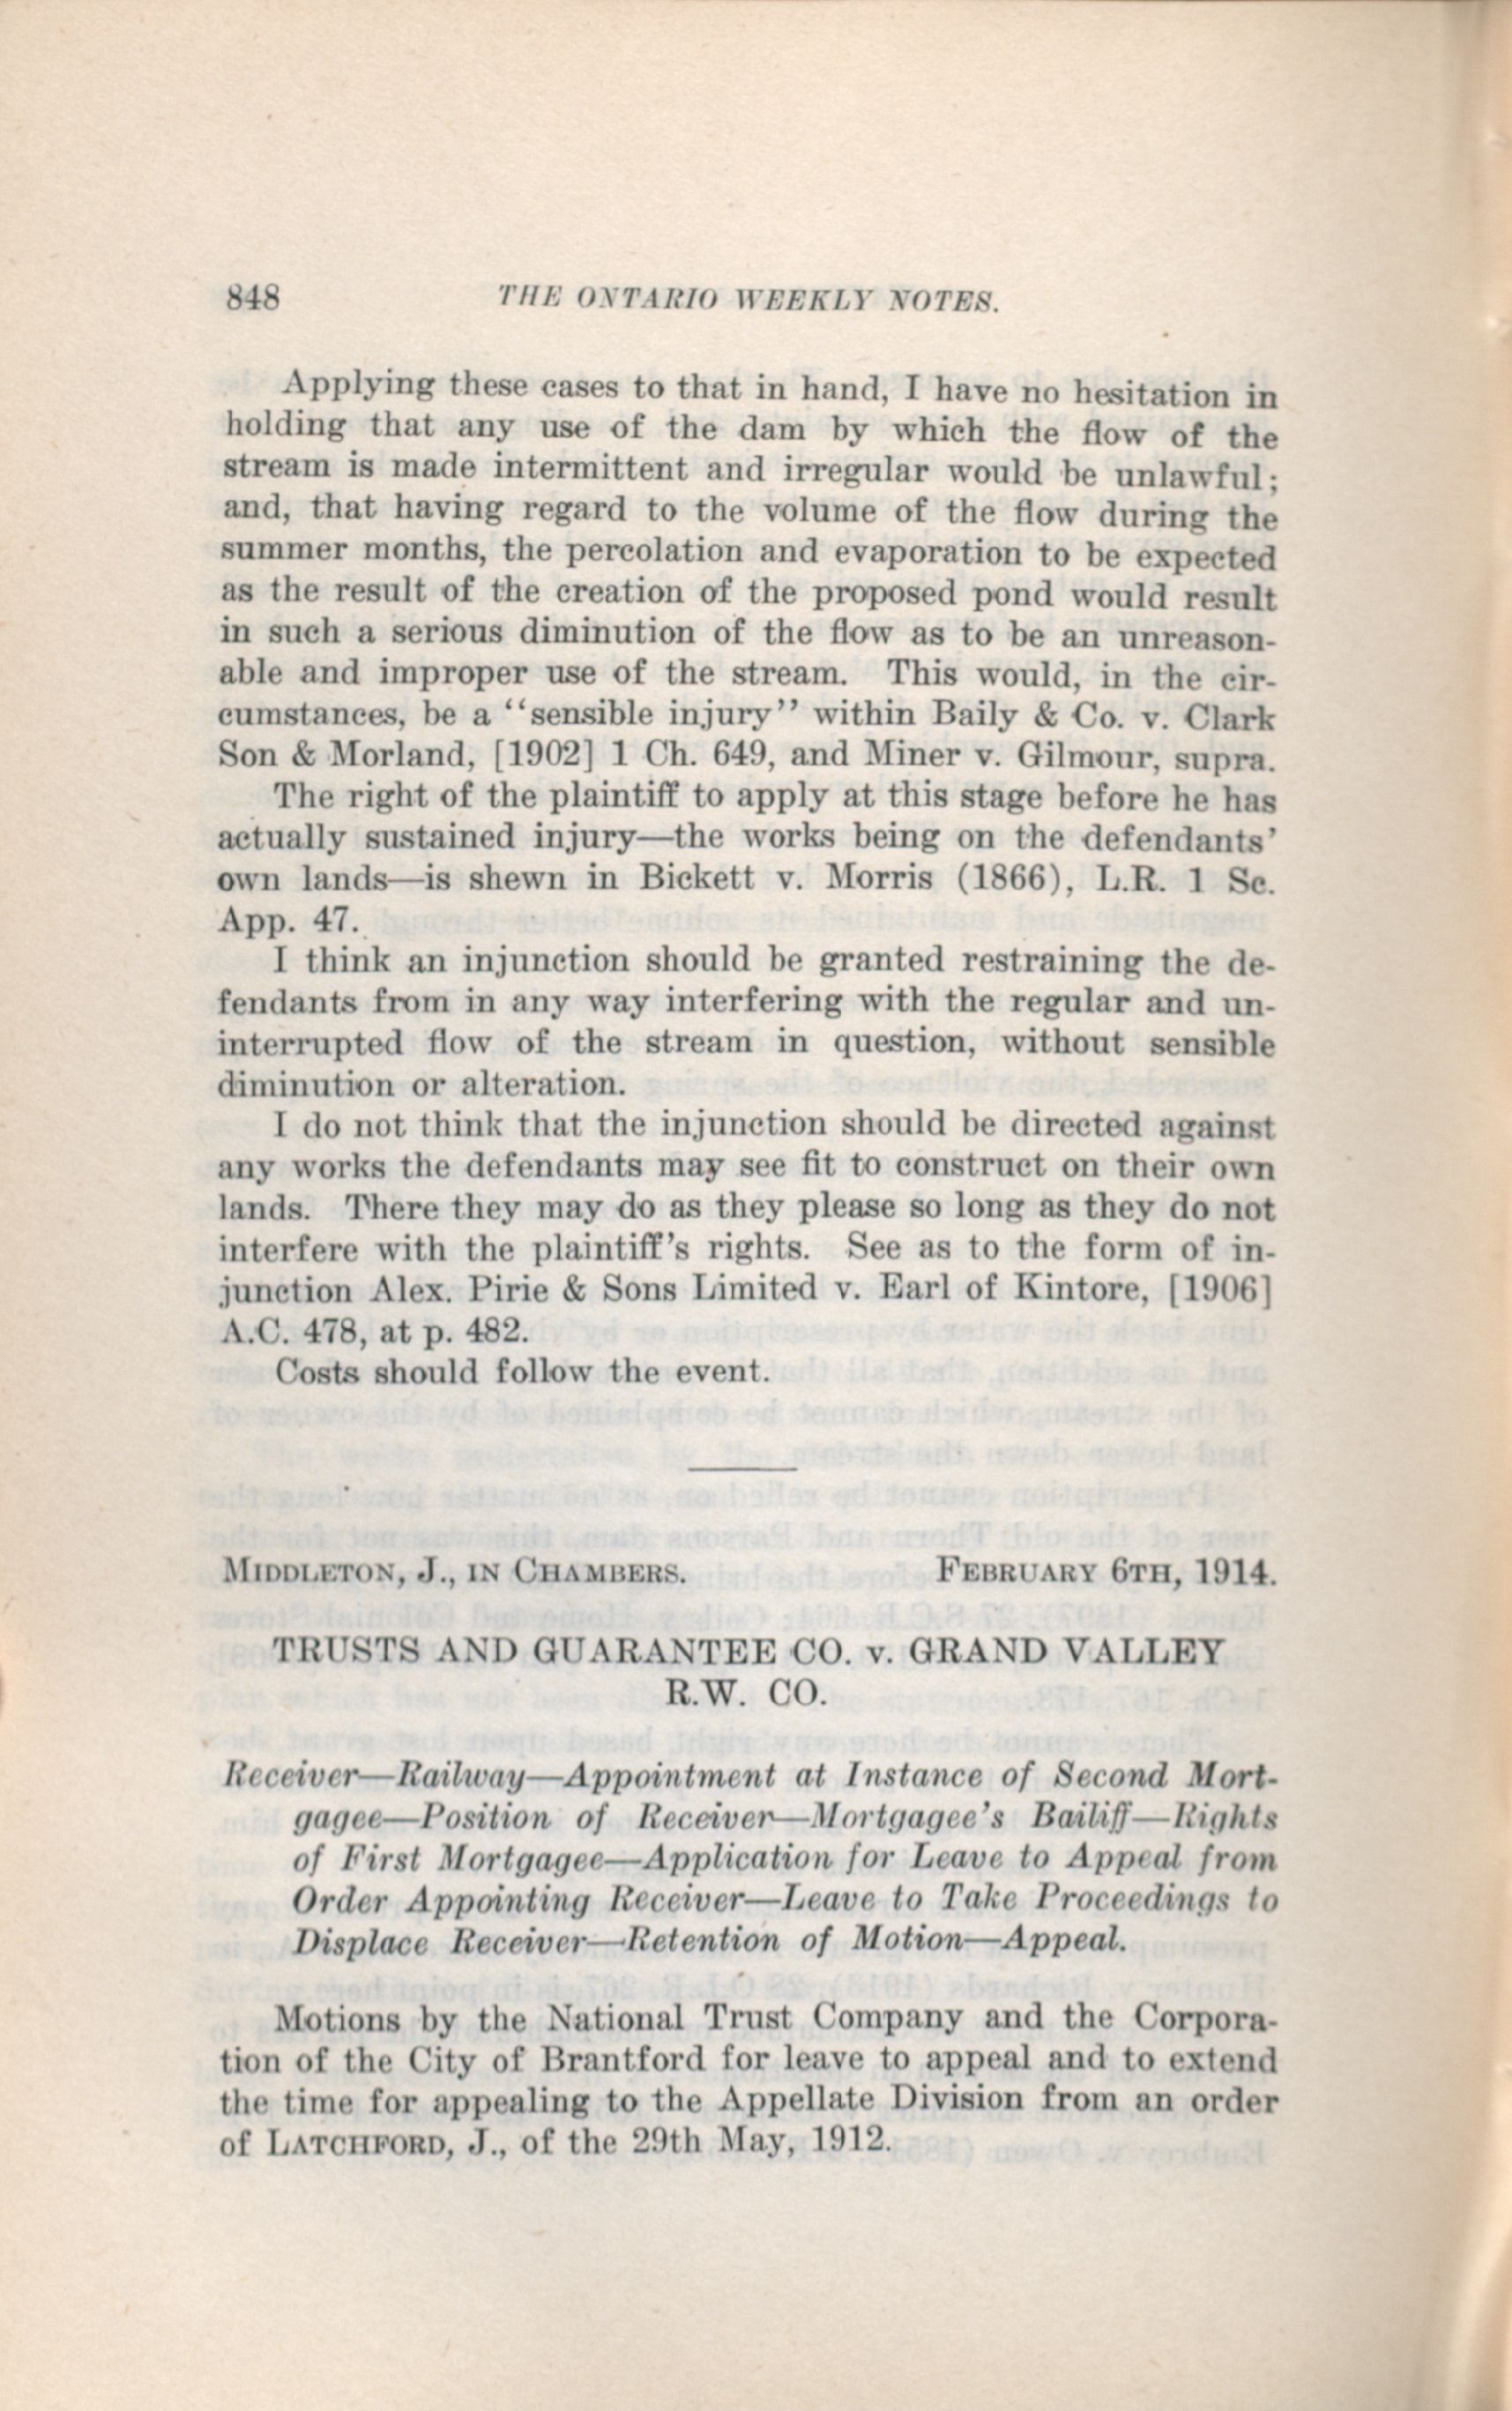 848 THE ONTARIO WEEKLY NOTES.
Applying these cases to that in hand, I have no hesitation in
holding that any use of the dam by which the flow of the
stream is made intermittent and irregular would be unlawful;
and, that having regard to the volume of the flow during the
summer months, the percolation and evaporation to be expected
as the result of the creation of the proposed pond would result
in such a serious diminution of the flow as to be an unreason-
able and improper use of the stream. This would, in the cir-
cumstances, be a ‘‘sensible injury’’ within Baily & Co. v. Clark
Son & Morland, [1902] 1 Ch. 649, and Miner v. Gilmour, supra.
The right of the plaintiff to apply at this stage before he has
actually sustained injury—the works being on the defendants’
own lands—is shewn in Bickett v. Morris (1866), L.R. 1 Sc.
App. 47.
I think an injunction should be granted restraining the de-
fendants from in any way interfering with the regular and un-
interrupted flow of the stream in question, without sensible
diminution or alteration.
I do not think that the injunction should be directed against
any works the defendants may see fit to construct on their own
lands. There they may do as they please so long as they do not
interfere with the plaintiff’s rights. See as to the form of in-
junction Alex. Pirie & Sons Limited v. Earl of Kintore, [1906]
A.C. 478, at p. 482.
Costs should follow the event.
MIDDLETON, J., IN CHAMBERS. FEBRUARY 6TH, 1914.
TRUSTS AND GUARANTEE CO. v. GRAND VALLEY
R.W. CO.
Receiver—Railway—Appointment at Instance of Second Mort-
gagee—Position of Receiver—Mortgagee’s Bailiff—Rights
of First Mortgagee—Application for Leave to Appeal from
Order Appointing Receiver—Leave to Take Proceedings to
Displace Receiver—Retention of Motion—Appeal.
Motions by the National Trust Company and the Corpora-
tion of the City of Brantford for leave to appeal and to extend
the time for appealing to the Appellate Division from an order
of LATCHFORD, J., of the 29th May, 1912.